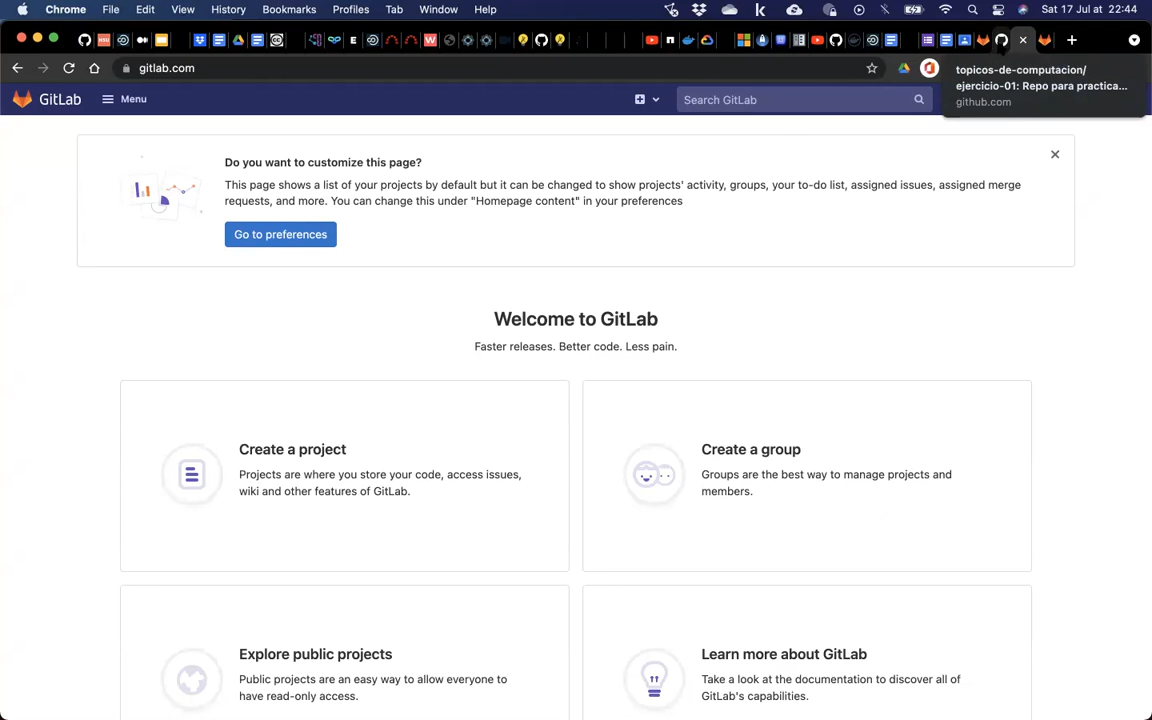 Chrome File Edit View History Bookmarks Profiles Tab Window Help Sat 17 Jul at 22:44
gitlab.com
topicos-de-computacion/
ejercicio-01: Repo para practica...
github.com
GitLab Menu Search GitLab
Do you want to customize this page?
This page shows a list of your projects by default but it can be changed to show projects' activity, groups, your to-do list, assigned issues, assigned merge
requests, and more. You can change this under "Homepage content" in your preferences
Go to preferences
Welcome to GitLab
Faster releases. Better code. Less pain.
Create a project
Projects are where you store your code, access issues,
wiki and other features of GitLab.
Create a group
Groups are the best way to manage projects and
members.
Explore public projects
Public projects are an easy way to allow everyone to
have read-only access.
Learn more about GitLab
Take a look at the documentation to discover all of
GitLab's capabilities.